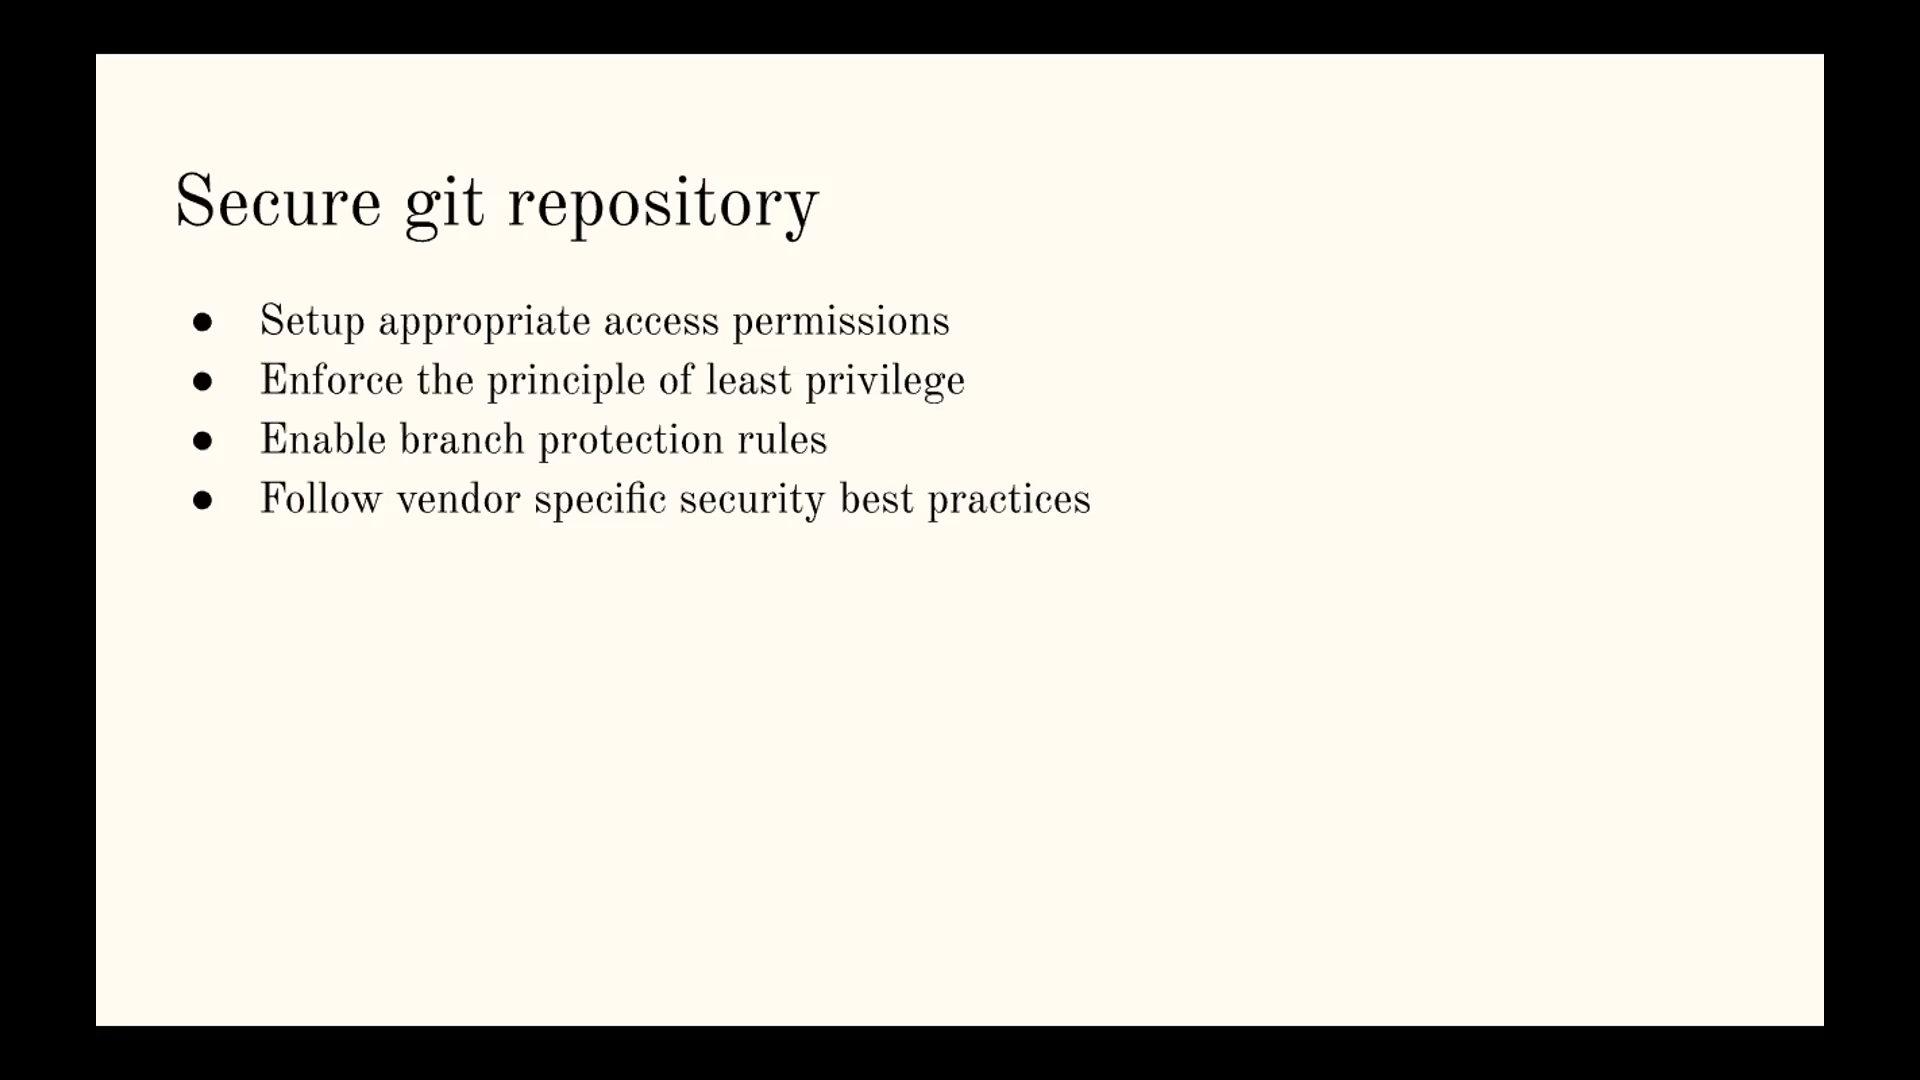 Secure git repository
● Setup appropriate access permissions
● Enforce the principle of least privilege
● Enable branch protection rules
● Follow vendor specific security best practices